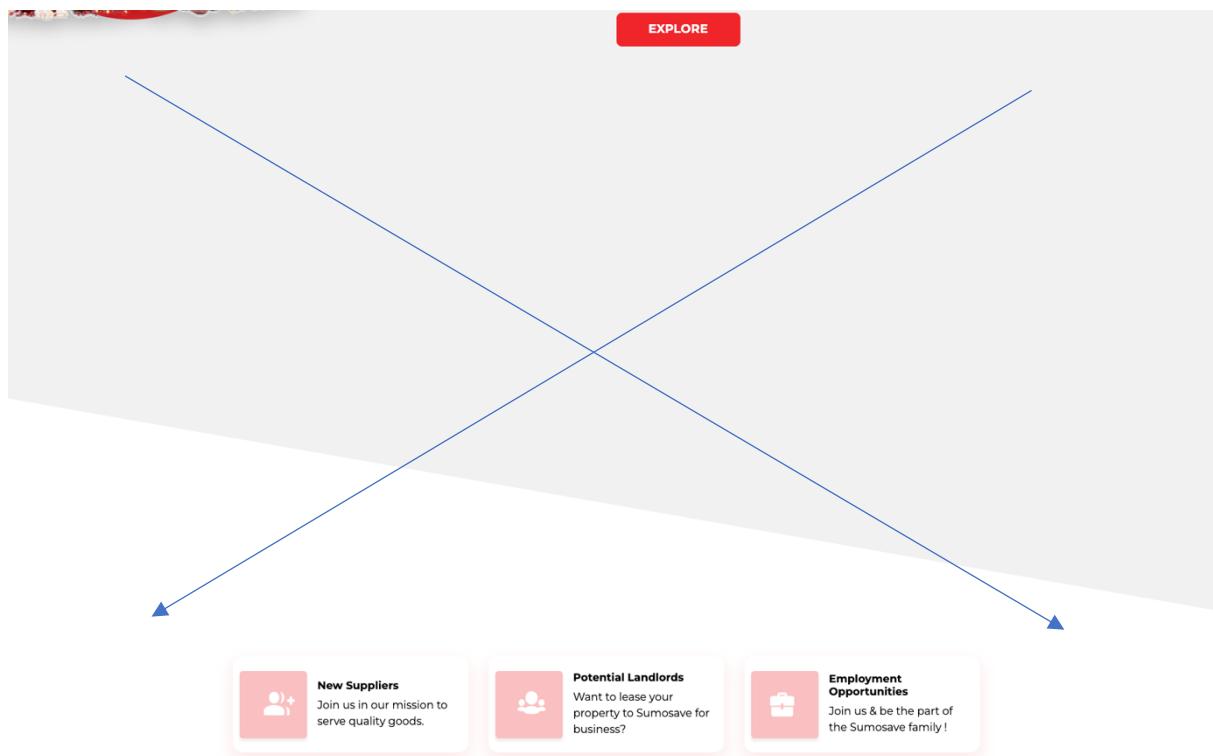 EXPLORE
New Suppliers
Join us in our mission to
serve quality goods.
Potential Landlords
Want to lease your
property to Sumosave for
business?
Employment
Opportunities
Join us & be the part of
the Sumosave family !